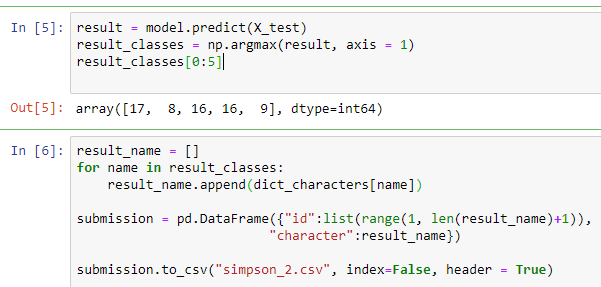 In [5]: result = model.predict(X_test)
result_classes = np.argmax(result, axis = 1)
result_classes[0:5]
Out[5]: array([17,  8, 16, 16,  9], dtype=int64)
In [6]: result_name = []
for name in result_classes:
    result_name.append(dict_characters[name])
submission = pd.DataFrame({"id":list(range(1, len(result_name)+1)),
                           "character":result_name})
submission.to_csv("simpson_2.csv", index=False, header = True)